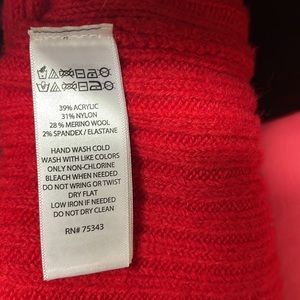 39% ACRYLIC
31% NYLON
28 % MERINO WOOL
2% SPANDEX / ELASTANE
HAND WASH COLD
WASH WITH LIKE COLORS
ONLY NON-CHLORINE
BLEACH WHEN NEEDED
DO NOT WRING OR TWIST
DRY FLAT
LOW IRON IF NEEDED
DO NOT DRY CLEAN
RN# 75343